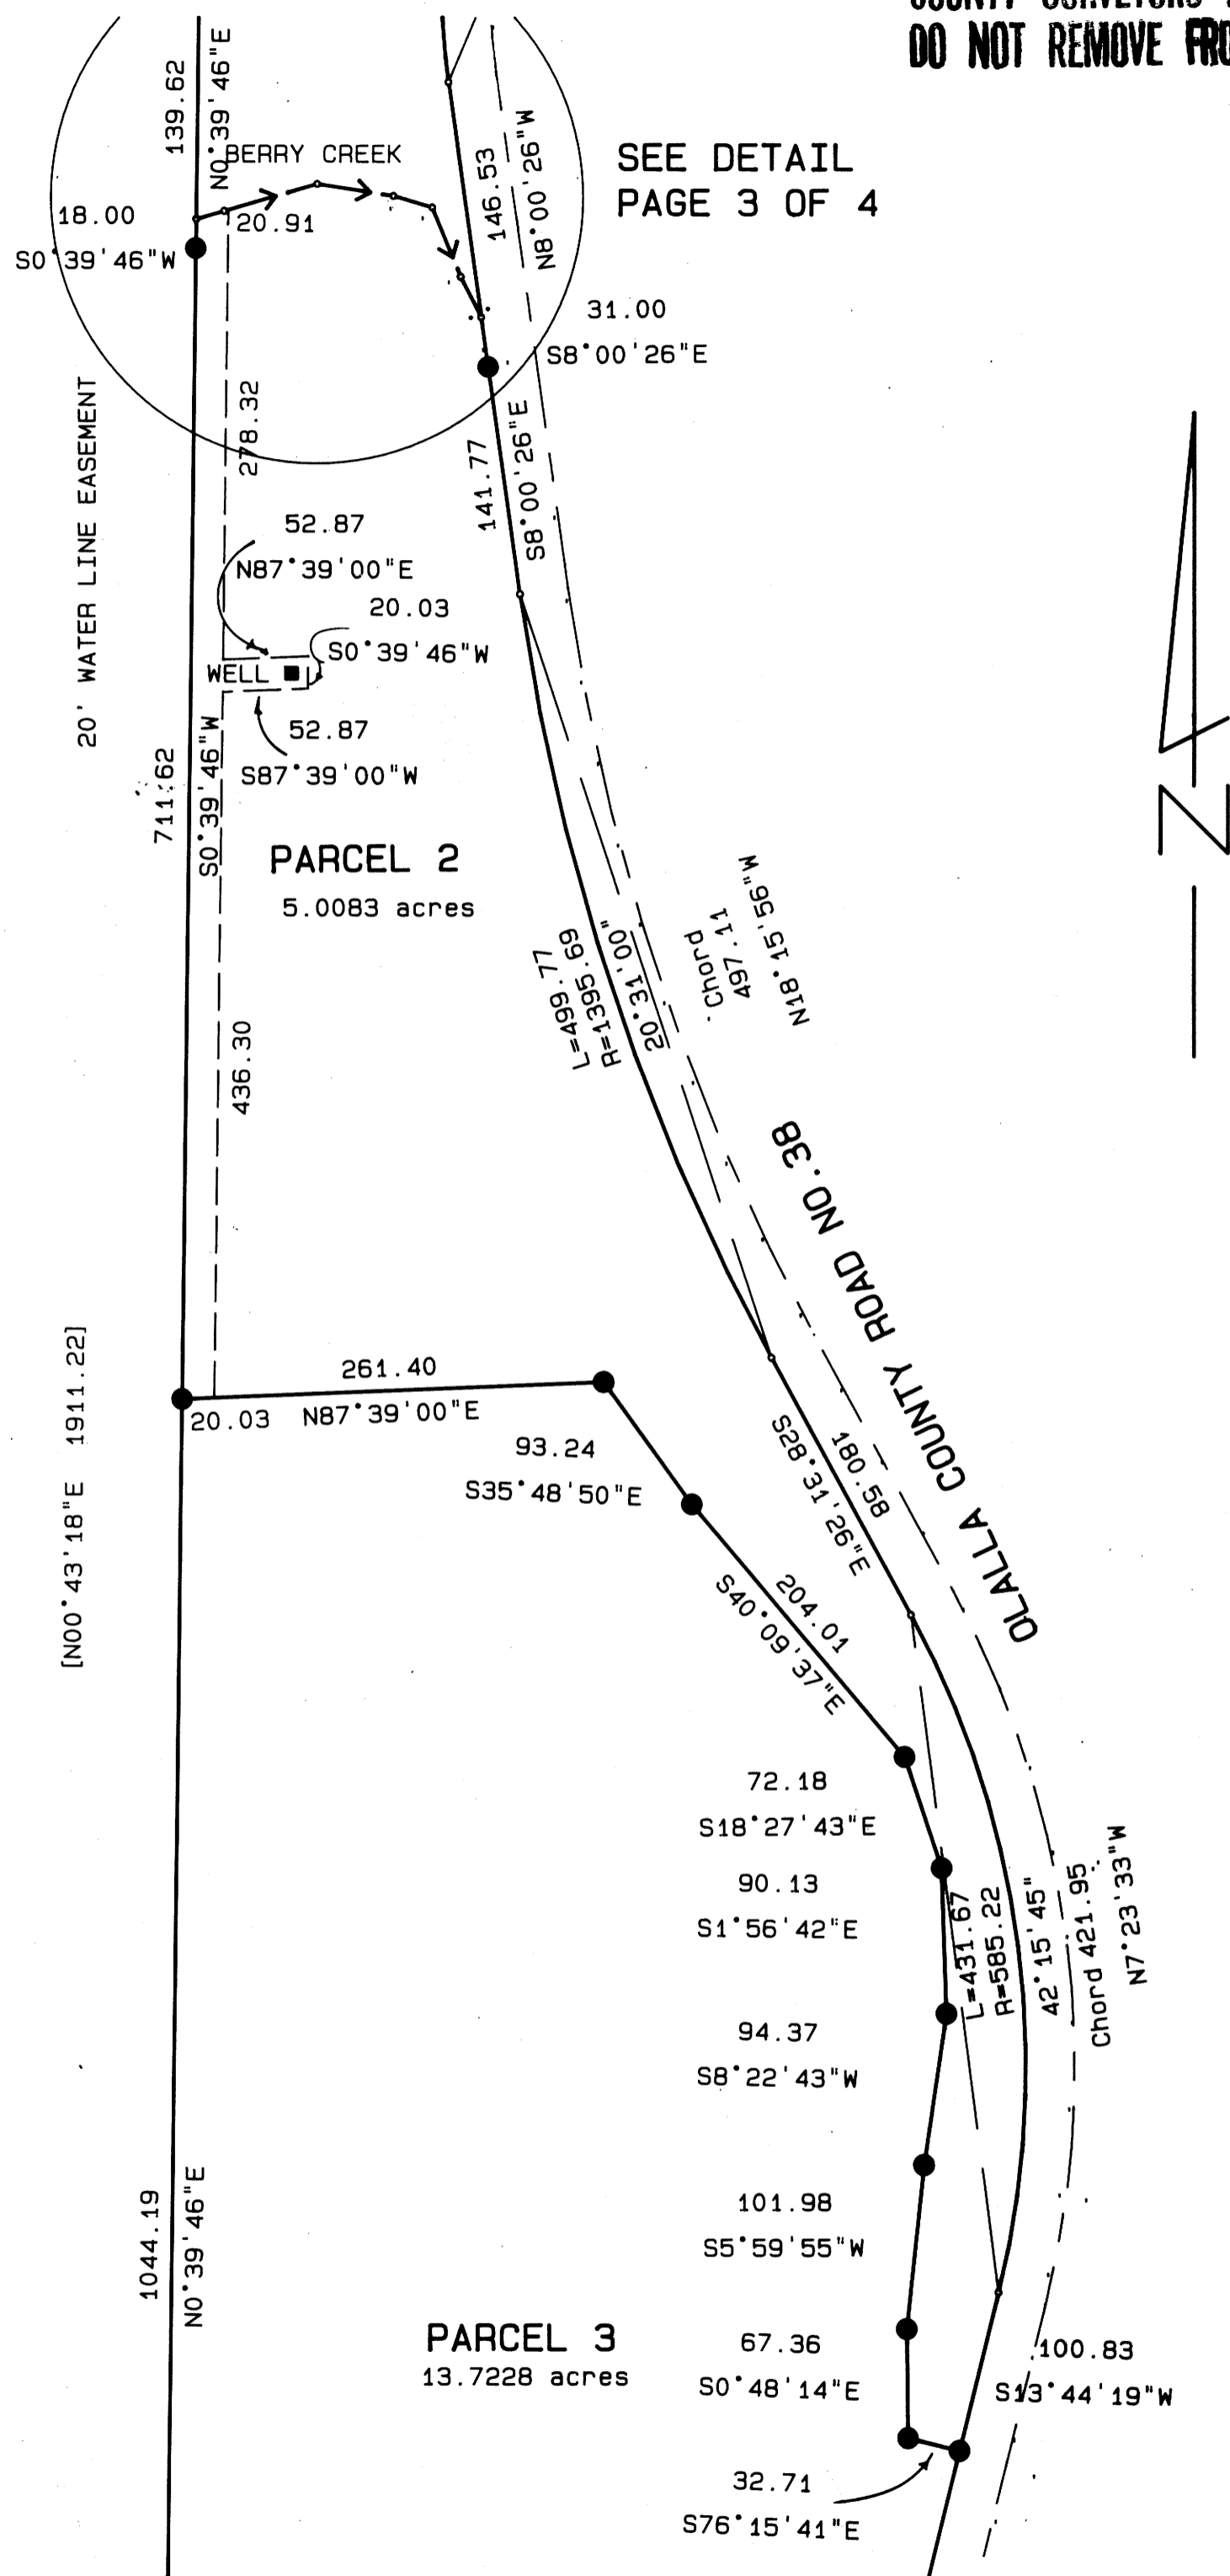 DO NOT REMOVE FRO
139.62
N0°39'46"E
BERRY CREEK
146.53
N8°00'26"W
SEE DETAIL
PAGE 3 OF 4
18.00
S0°39'46"W
20.91
31.00
S8°00'26"E
20' WATER LINE EASEMENT
278.32
141.77
S8°00'26"E
52.87
N87°39'00"E
20.03
S0°39'46"W
WELL
52.87
S87°39'00"W
711.62
S0°39'46"W
PARCEL 2
5.0083 acres
L=499.77
R=1395.69
20°31'00"
Chord
497.11
N18°15'56"W
436.30
OLALLA COUNTY ROAD NO.38
[N00°43'18"E 1911.22]
261.40
20.03
N87°39'00"E
93.24
S35°48'50"E
180.58
S28°31'26"E
204.01
S40°09'37"E
72.18
S18°27'43"E
90.13
S1°56'42"E
L=431.67
R=585.22
42°15'45"
Chord 421.95
N7°23'33"W
94.37
S8°22'43"W
1044.19
N0°39'46"E
101.98
S5°59'55"W
PARCEL 3
13.7228 acres
67.36
S0°48'14"E
100.83
S13°44'19"W
32.71
S76°15'41"E
N